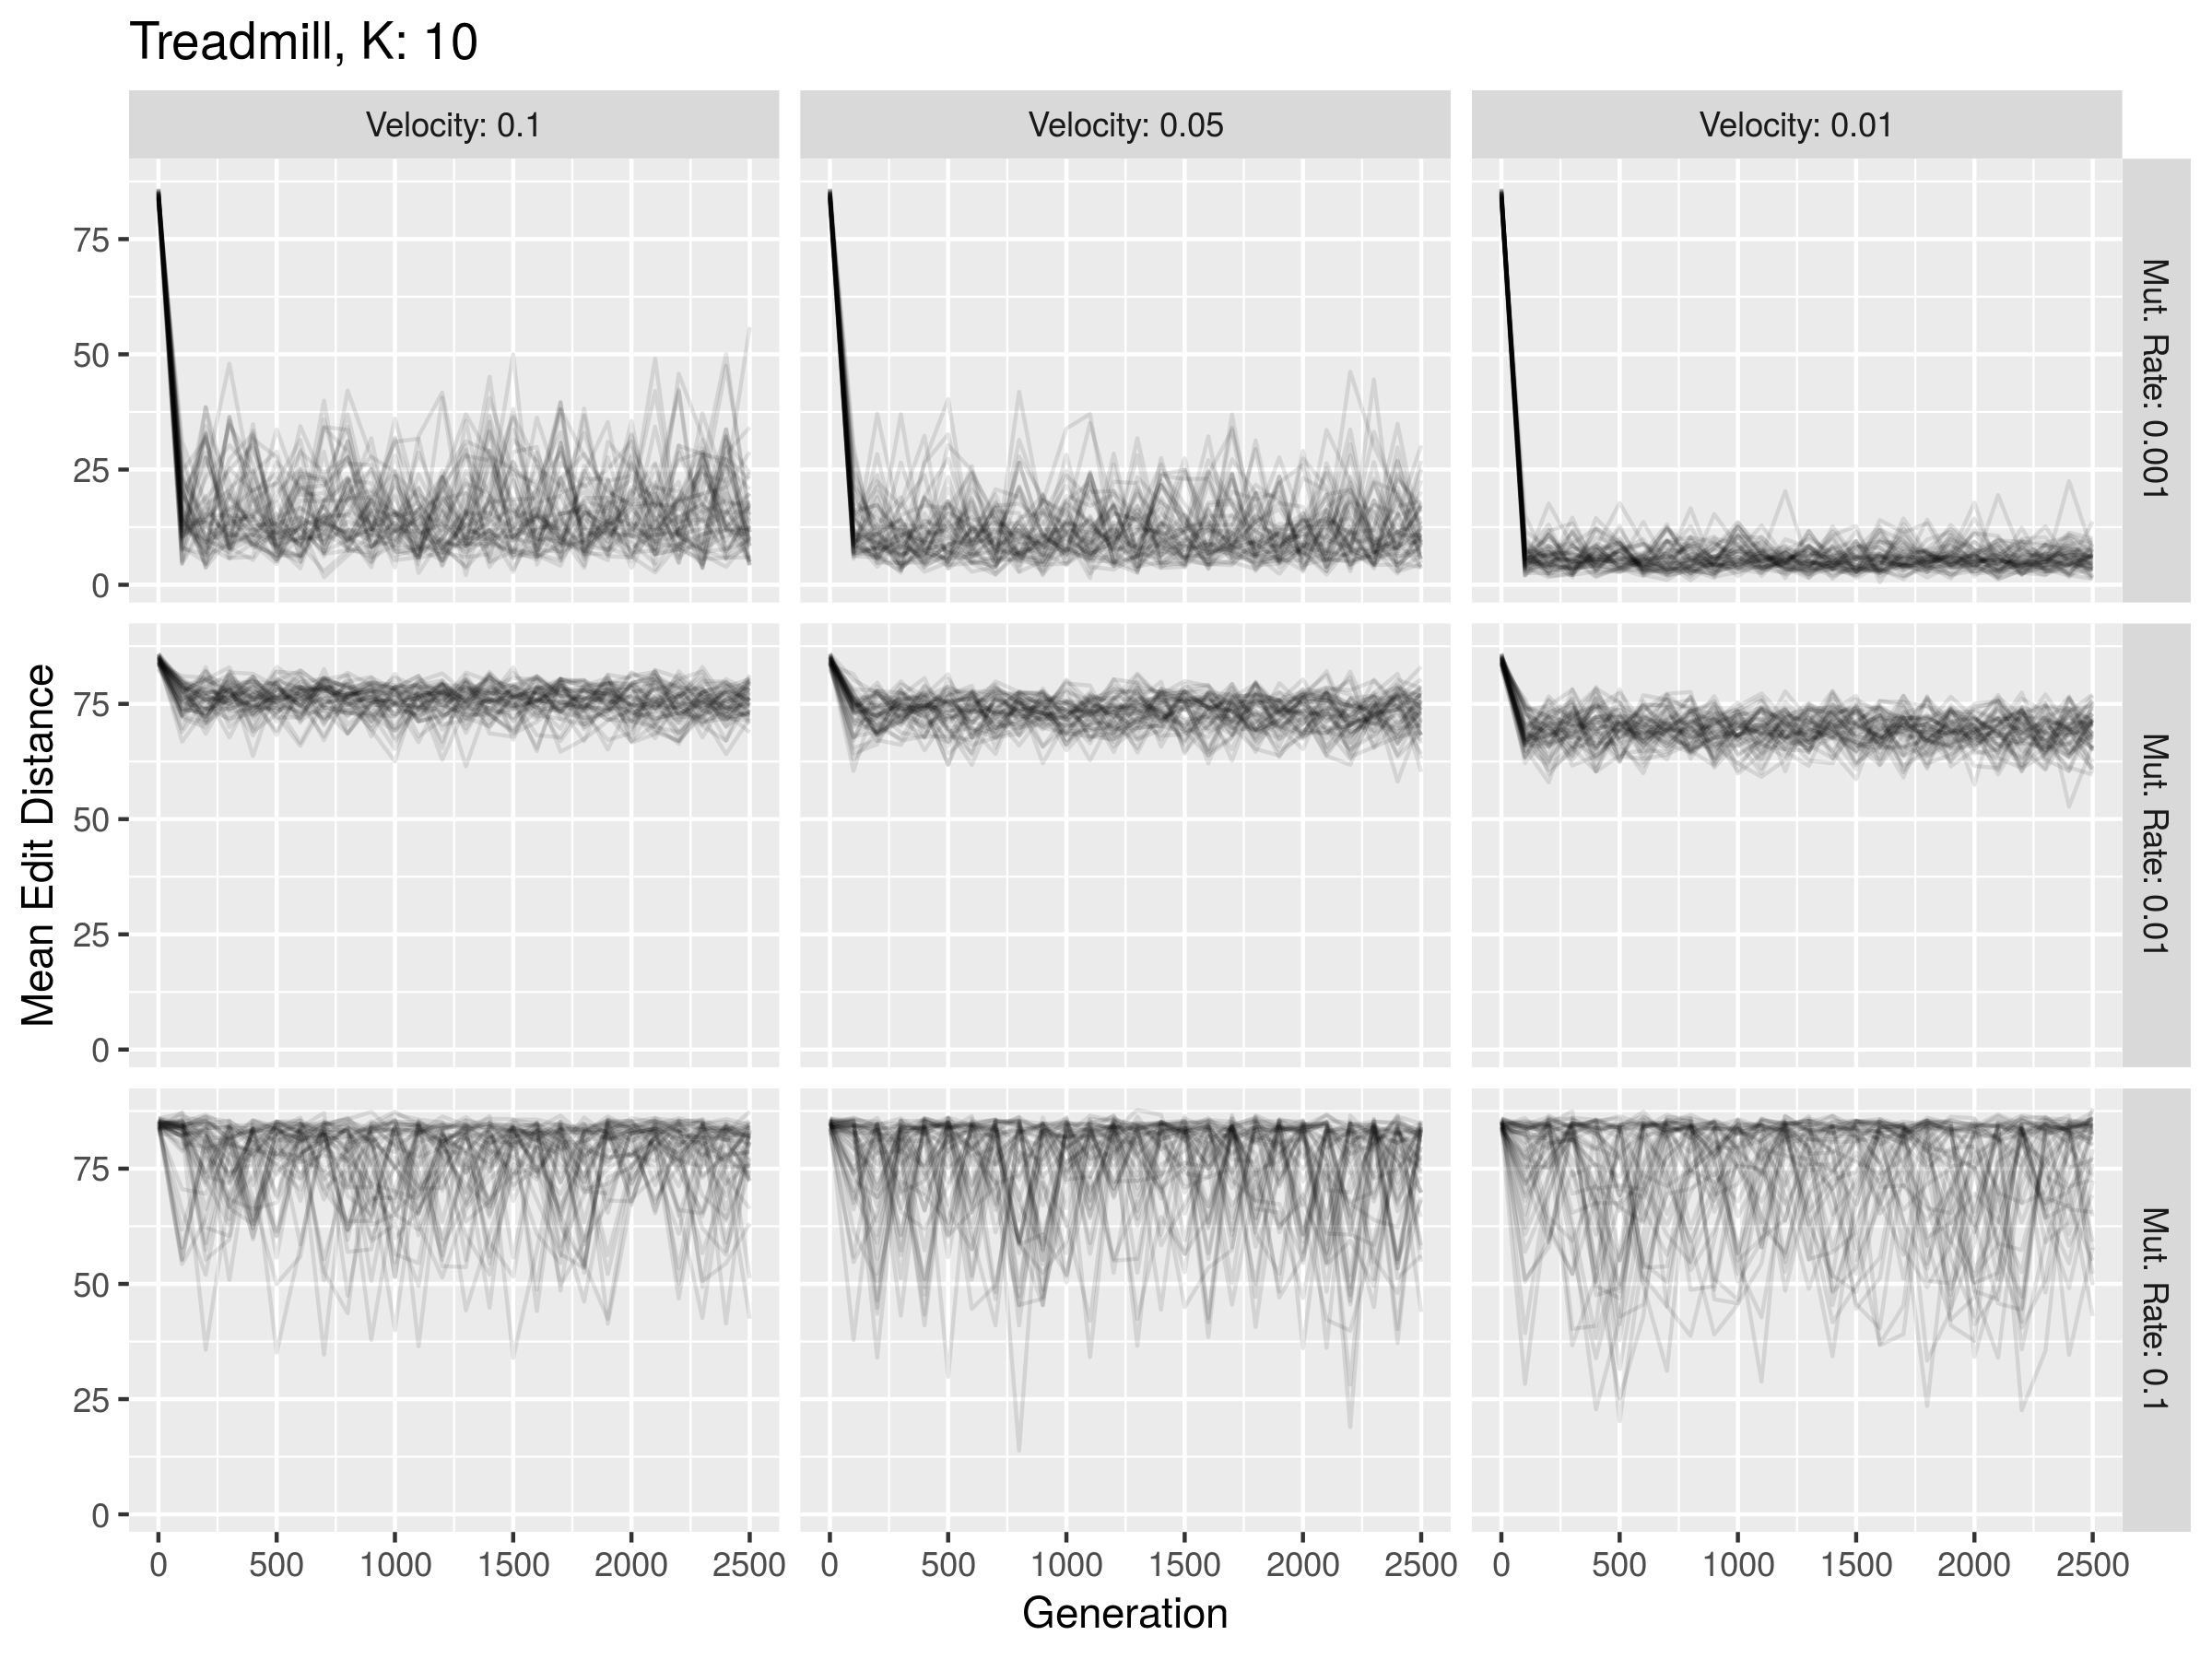 Treadmill, K: 10
Velocity: 0.1
Velocity: 0.05
Velocity: 0.01
75
50
25
0
Mut. Rate: 0.001
75
50
25
0
Mut. Rate: 0.01
75
50
25
0
Mut. Rate: 0.1
Mean Edit Distance
0 500 1000 1500 2000 2500
0 500 1000 1500 2000 2500
0 500 1000 1500 2000 2500
Generation